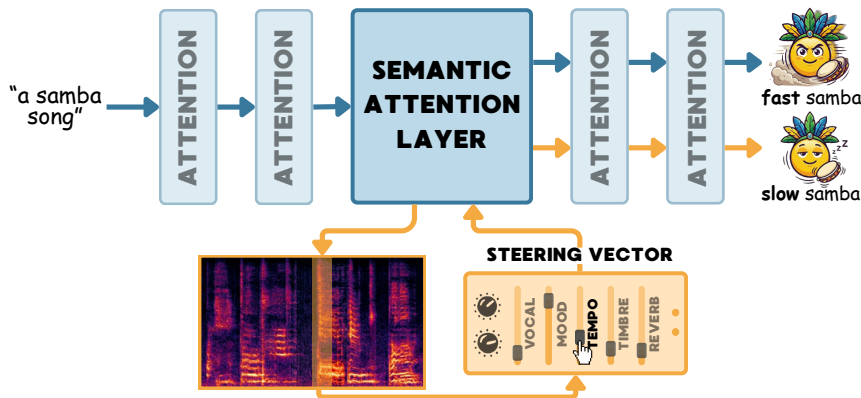 "a samba
song"
ATTENTION
ATTENTION
SEMANTIC
ATTENTION
LAYER
ATTENTION
ATTENTION
fast samba
zzZ
slow samba
STEERING VECTOR
VOCAL
MOOD
TEMPO
TIMBRE
REVERB